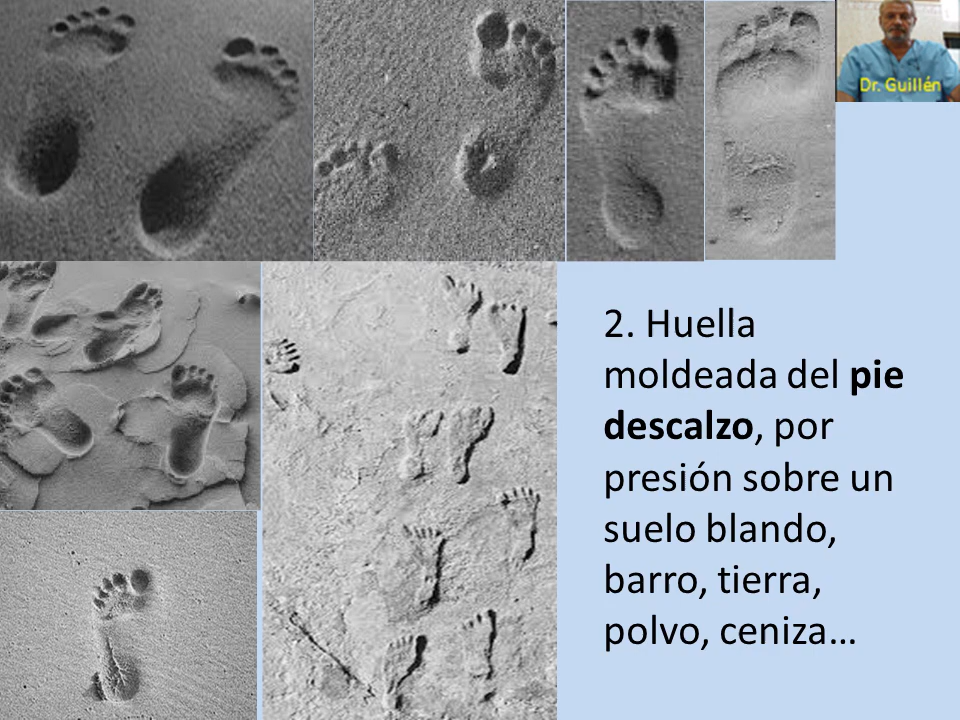 Dr. Guillén
2. Huella
moldeada del pie
descalzo, por
presión sobre un
suelo blando,
barro, tierra,
polvo, ceniza…